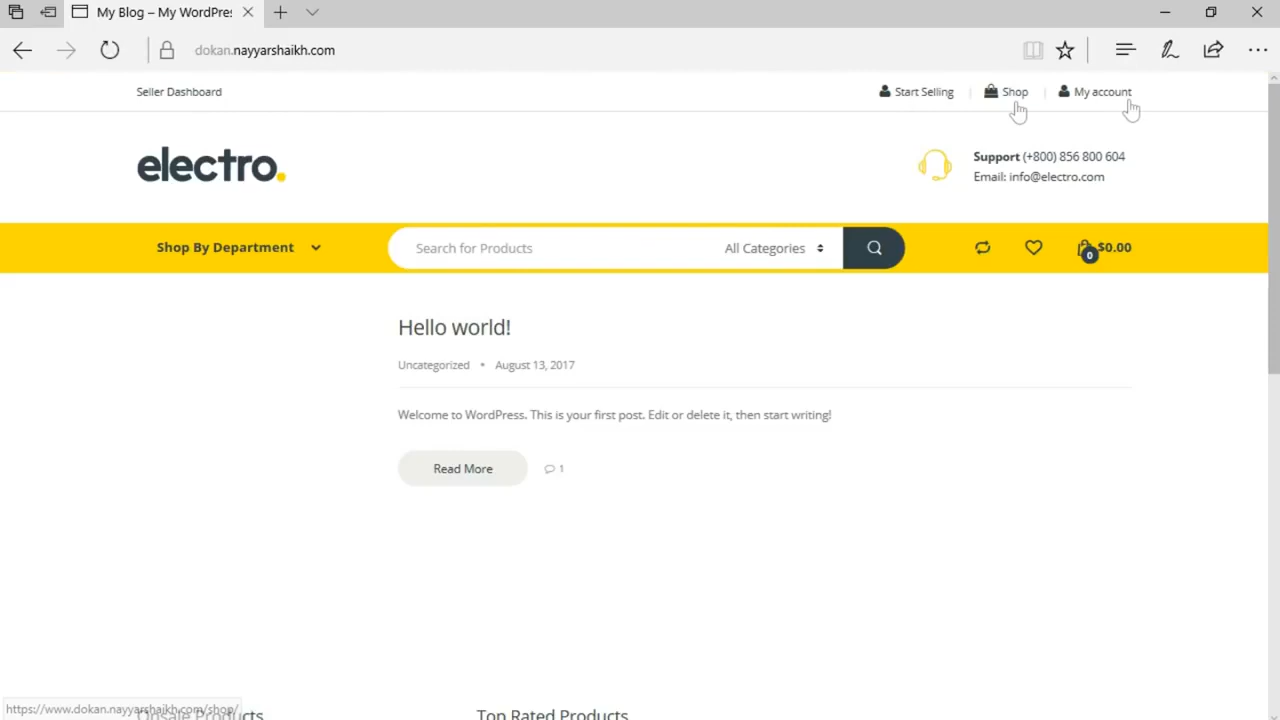 My Blog – My WordPres
dokan.nayyarshaikh.com
Seller Dashboard
Start Selling
Shop
My account
electro.
Support (+800) 856 800 604
Email: info@electro.com
Shop By Department
Search for Products
All Categories
0
$0.00
Hello world!
Uncategorized • August 13, 2017
Welcome to WordPress. This is your first post. Edit or delete it, then start writing!
Read More
1
https://www.dokan.nayyarshaikh.com/shop/
Onsale Products
Top Rated Products